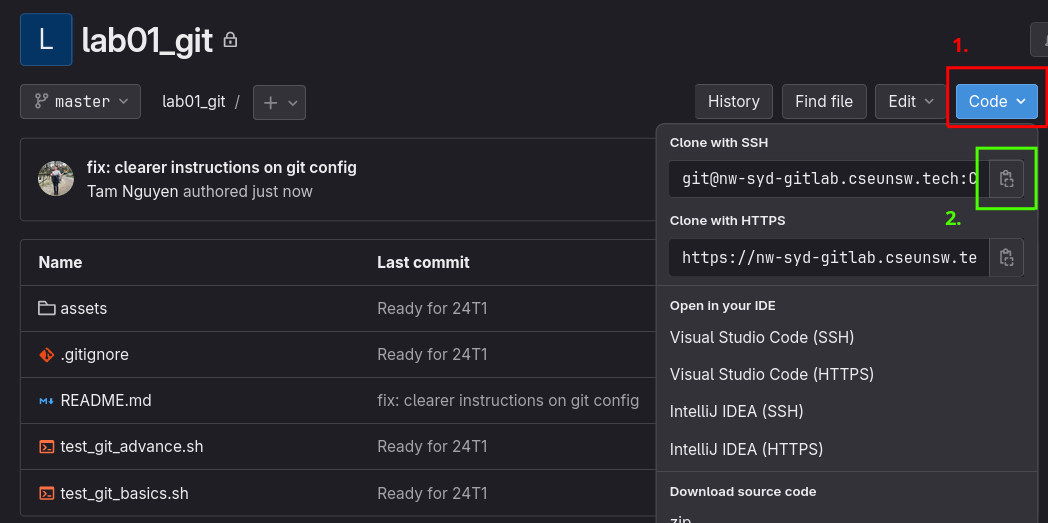 L lab01_git
1.
master lab01_git / + History Find file Edit Code
Clone with SSH
git@nw-syd-gitlab.cseunsw.tech:
2.
Clone with HTTPS
https://nw-syd-gitlab.cseunsw.te
fix: clearer instructions on git config
Tam Nguyen authored just now
Name Last commit
assets Ready for 24T1
.gitignore Ready for 24T1
README.md fix: clearer instructions on git config
test_git_advance.sh Ready for 24T1
test_git_basics.sh Ready for 24T1
Open in your IDE
Visual Studio Code (SSH)
Visual Studio Code (HTTPS)
IntelliJ IDEA (SSH)
IntelliJ IDEA (HTTPS)
Download source code
zip